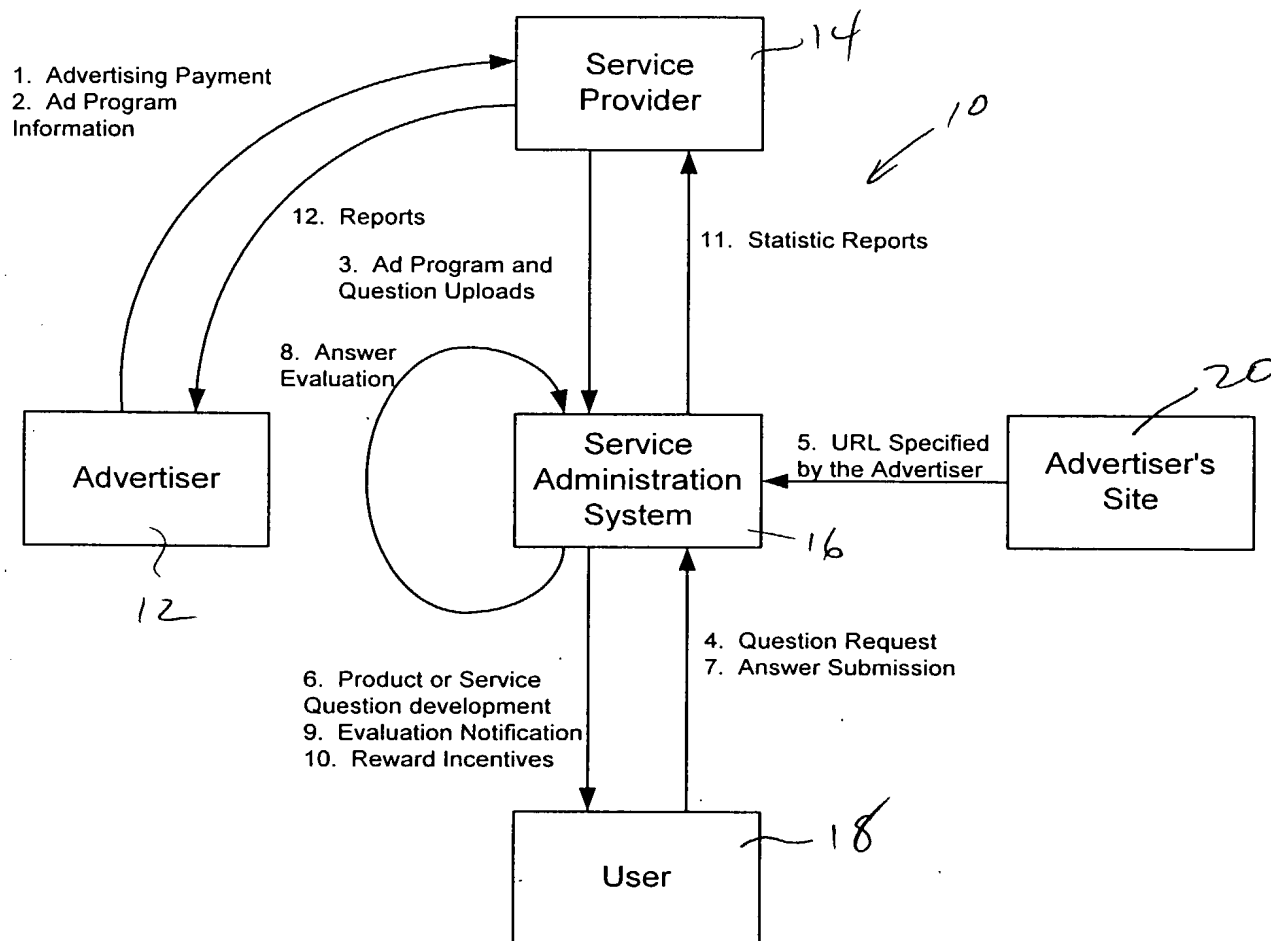 14
Service
Provider
1. Advertising Payment
2. Ad Program
Information
10
12. Reports
11. Statistic Reports
3. Ad Program and
Question Uploads
8. Answer
Evaluation
20
Advertiser
Service
Administration
System
5. URL Specified
by the Advertiser
Advertiser's
Site
16
12
4. Question Request
7. Answer Submission
6. Product or Service
Question development
9. Evaluation Notification
10. Reward Incentives
18
User